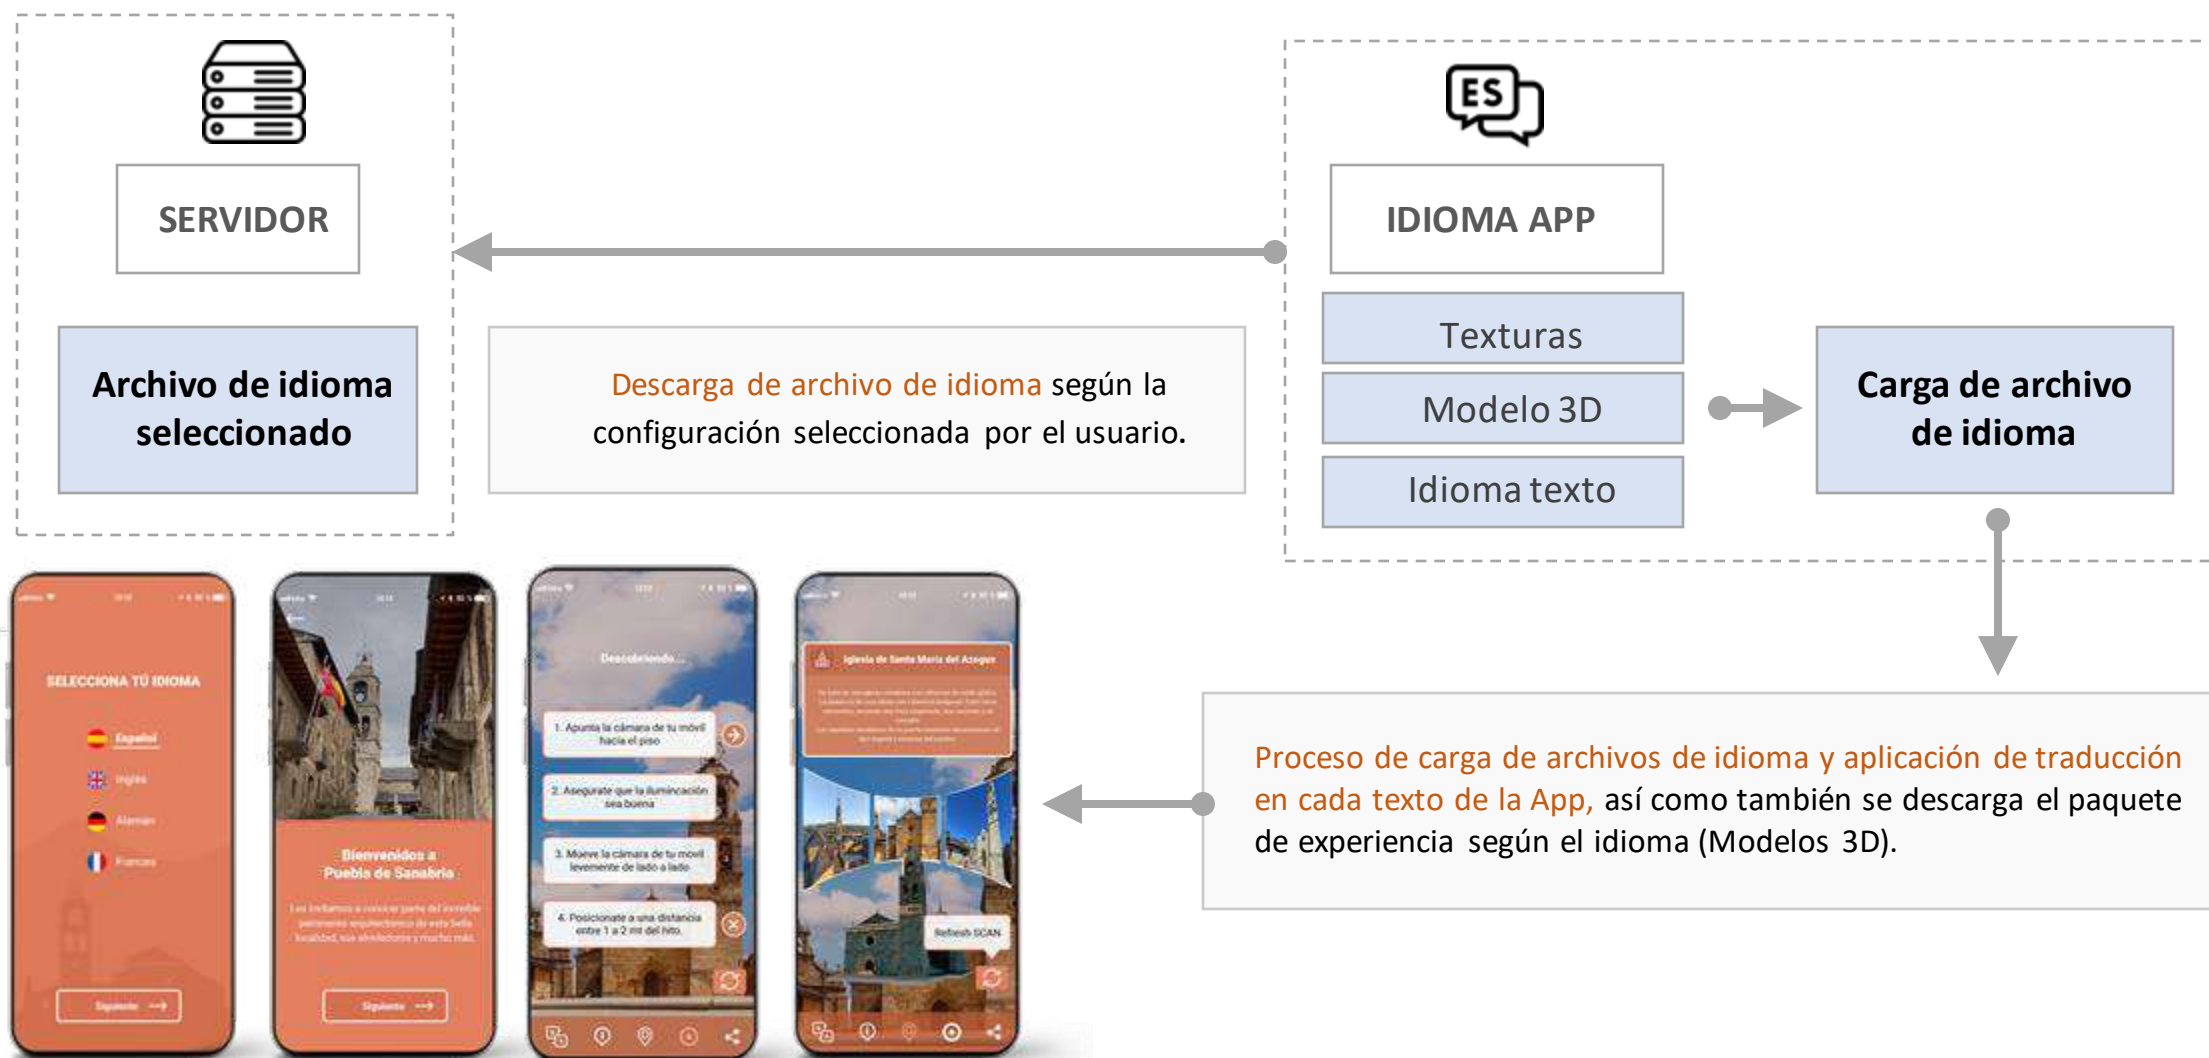 ES
SERVIDOR
IDIOMA APP
Archivo de idioma
seleccionado
Descarga de archivo de idioma según la
configuración seleccionada por el usuario.
Texturas
Modelo 3D
Idioma texto
Carga de archivo
de idioma
SELECCIONA TÚ IDIOMA
Español
Inglés
Alemán
Frances
Siguiente
Bienvenidos a
Puebla de Sanabria
Siguiente
Descobriendo...
1. Apunta la cámara de tu móvil
hacia el piso
2. Asegurate que la ilumincación
sea buena
3. Mueve la cámara de tu movil
levemente de lado a lado
4. Posicionate a una distancia
entre 1 a 2 mt del hito.
Iglesia de Santa María del Azogue
Refresh SCAN
Proceso de carga de archivos de idioma y aplicación de traducción
en cada texto de la App, así como también se descarga el paquete
de experiencia según el idioma (Modelos 3D).